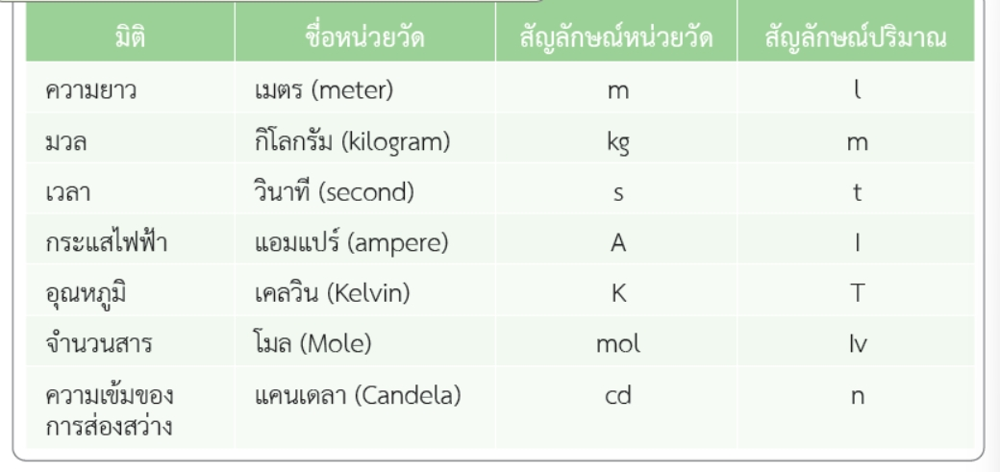 มิติ ชื่อหน่วยวัด สัญลักษณ์หน่วยวัด สัญลักษณ์ปริมาณ
ความยาว เมตร (meter) m l
มวล กิโลกรัม (kilogram) kg m
เวลา วินาที (second) s t
กระแสไฟฟ้า แอมแปร์ (ampere) A I
อุณหภูมิ เคลวิน (Kelvin) K T
จำนวนสาร โมล (Mole) mol Iv
ความเข้มของ แคนเดลา (Candela) cd n
การส่องสว่าง